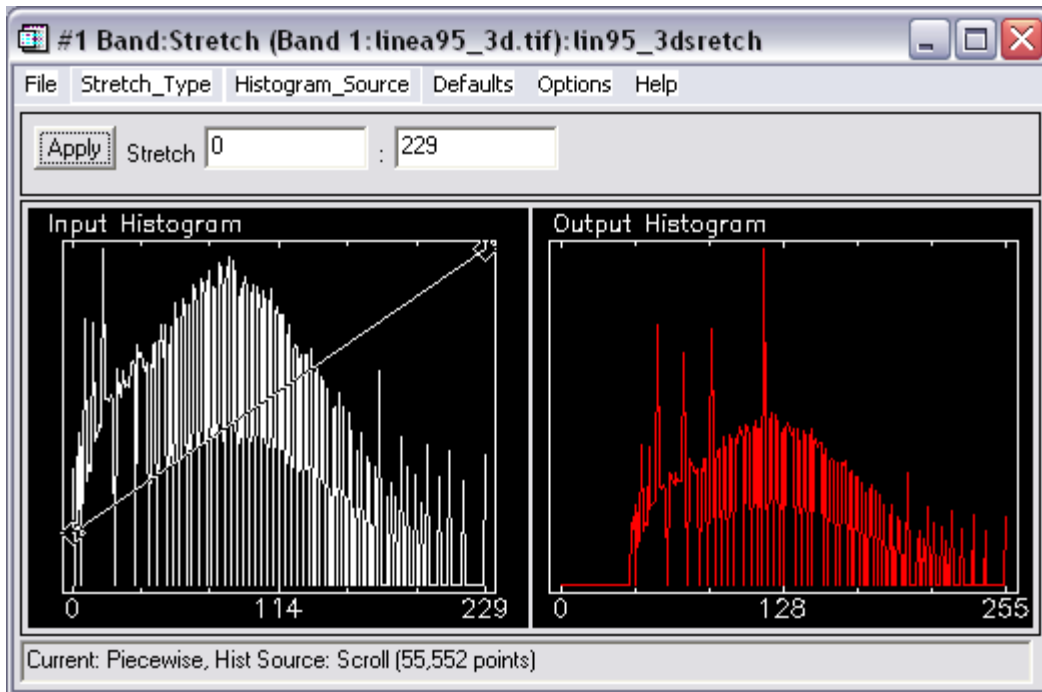 #1 Band:Stretch (Band 1:linea95_3d.tif):lin95_3dsretch
File Stretch_Type Histogram_Source Defaults Options Help
Apply Stretch 0 : 229
Input Histogram
0 114 229
Output Histogram
0 128 255
Current: Piecewise, Hist Source: Scroll (55,552 points)